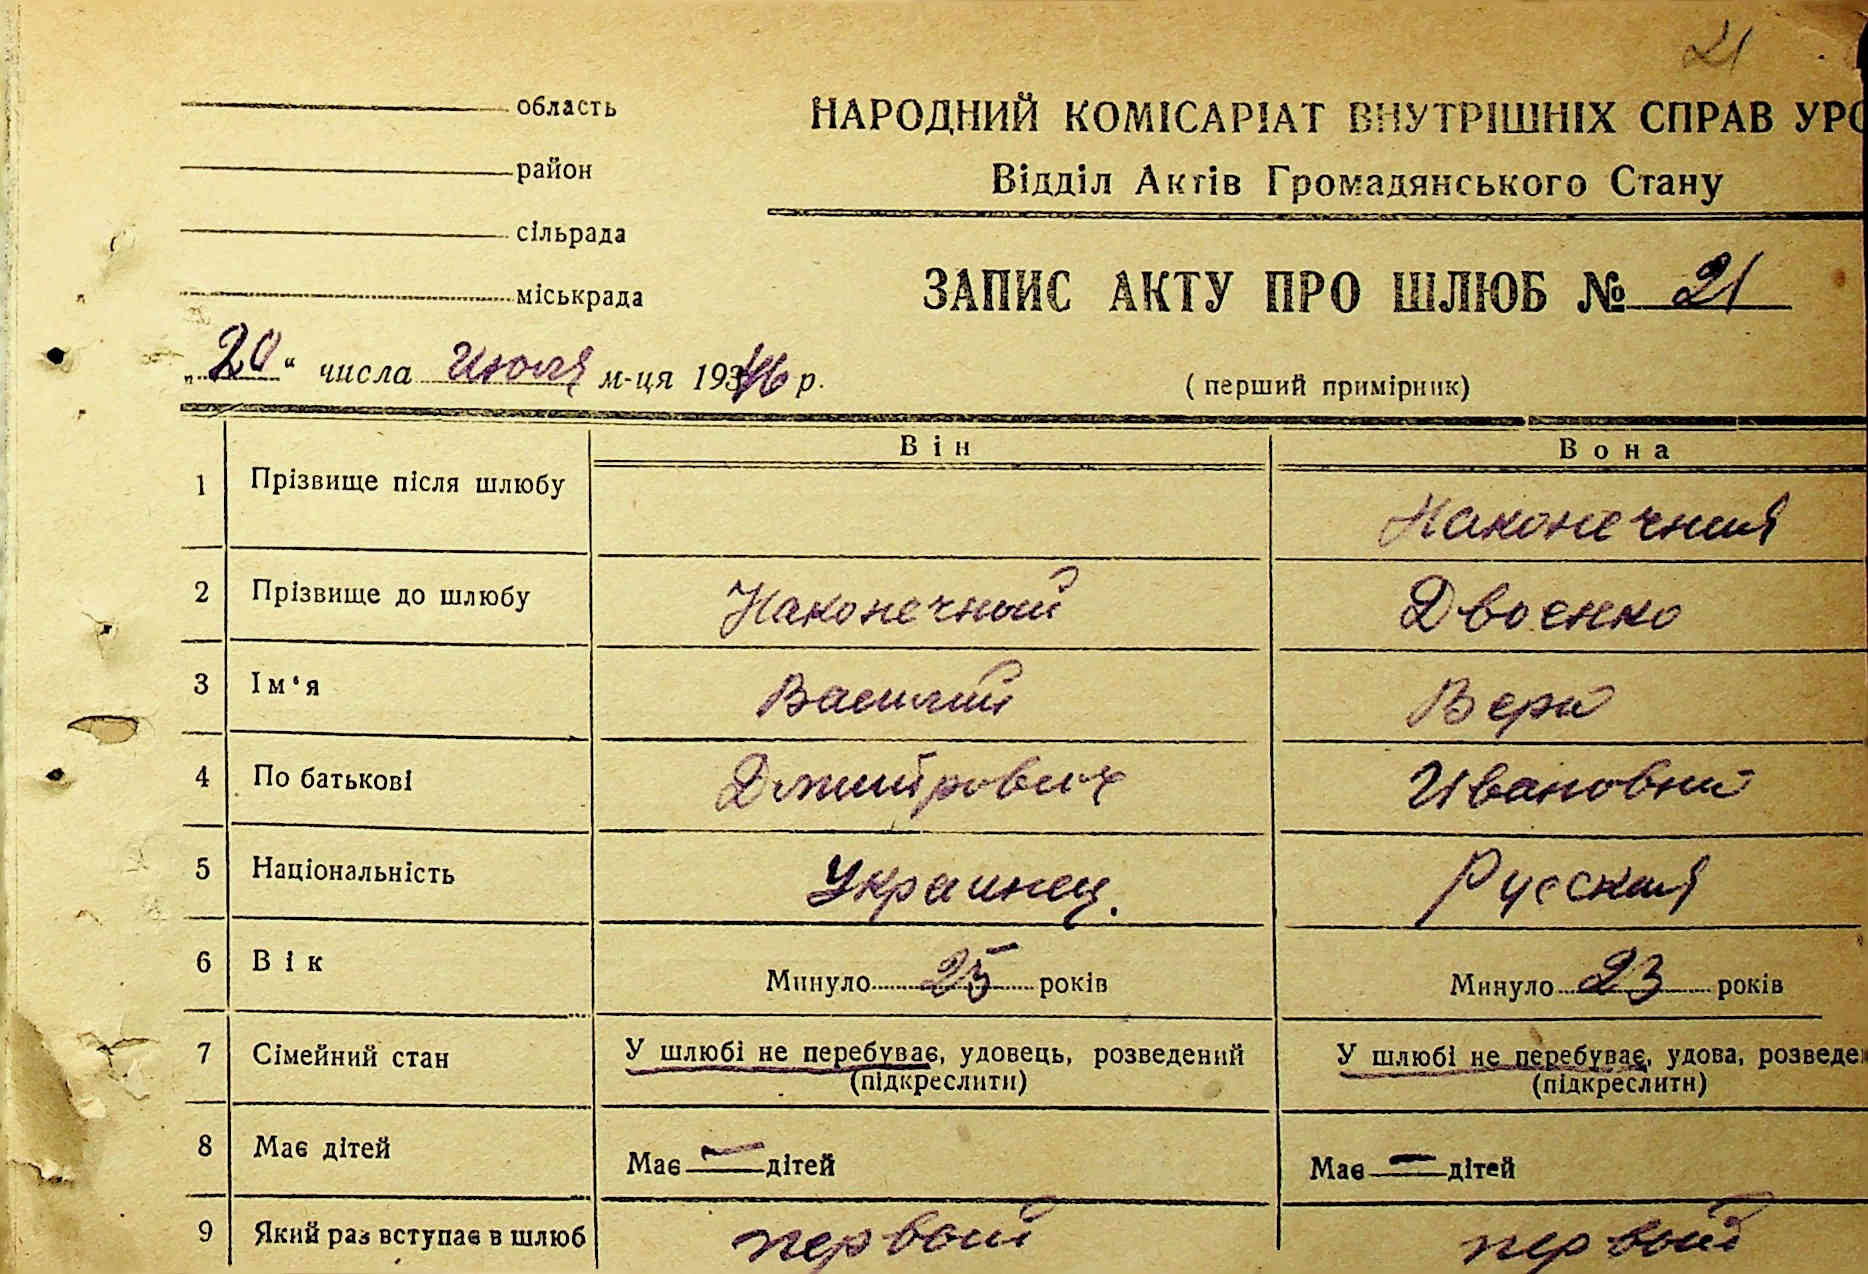 21
область
НАРОДНИЙ КОМІСАРІАТ ВНУТРІШНІХ СПРАВ УРС
район
Відділ Актів Громадянського Стану
сільрада
міськрада
ЗАПИС АКТУ ПРО ШЛЮБ № 21
„20“ числа Июля м-ця 1946 р.
(перший примірник)
Він Вона
1 Прізвище після шлюбу Наконечная
2 Прізвище до шлюбу Наконечный Двоенко
3 Ім'я Василий Вера
4 По батькові Дмитрович Ивановна
5 Національність Украинец. Русская
6 Вік Минуло 25 років Минуло 23 років
7 Сімейний стан У шлюбі не перебуває, удовець, розведений У шлюбі не перебуває, удова, розведен
(підкреслити) (підкреслити)
8 Має дітей Має — дітей Має — дітей
9 Який раз вступає в шлюб первый первый